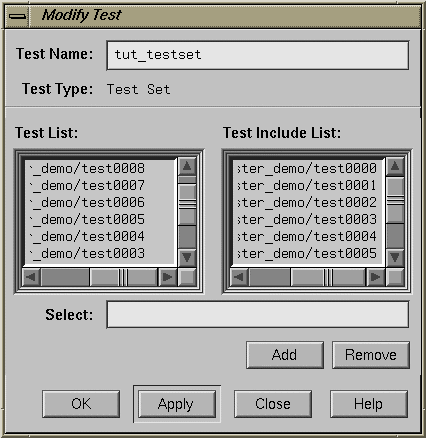 Modify Test
Test Name: tut_testset
Test Type: Test Set
Test List: Test Include List:
_demo/test0008 ster_demo/test0000
_demo/test0007 ster_demo/test0001
_demo/test0006 ster_demo/test0002
_demo/test0005 ster_demo/test0003
_demo/test0004 ster_demo/test0004
_demo/test0003 ster_demo/test0005
Select:
Add Remove
OK Apply Close Help